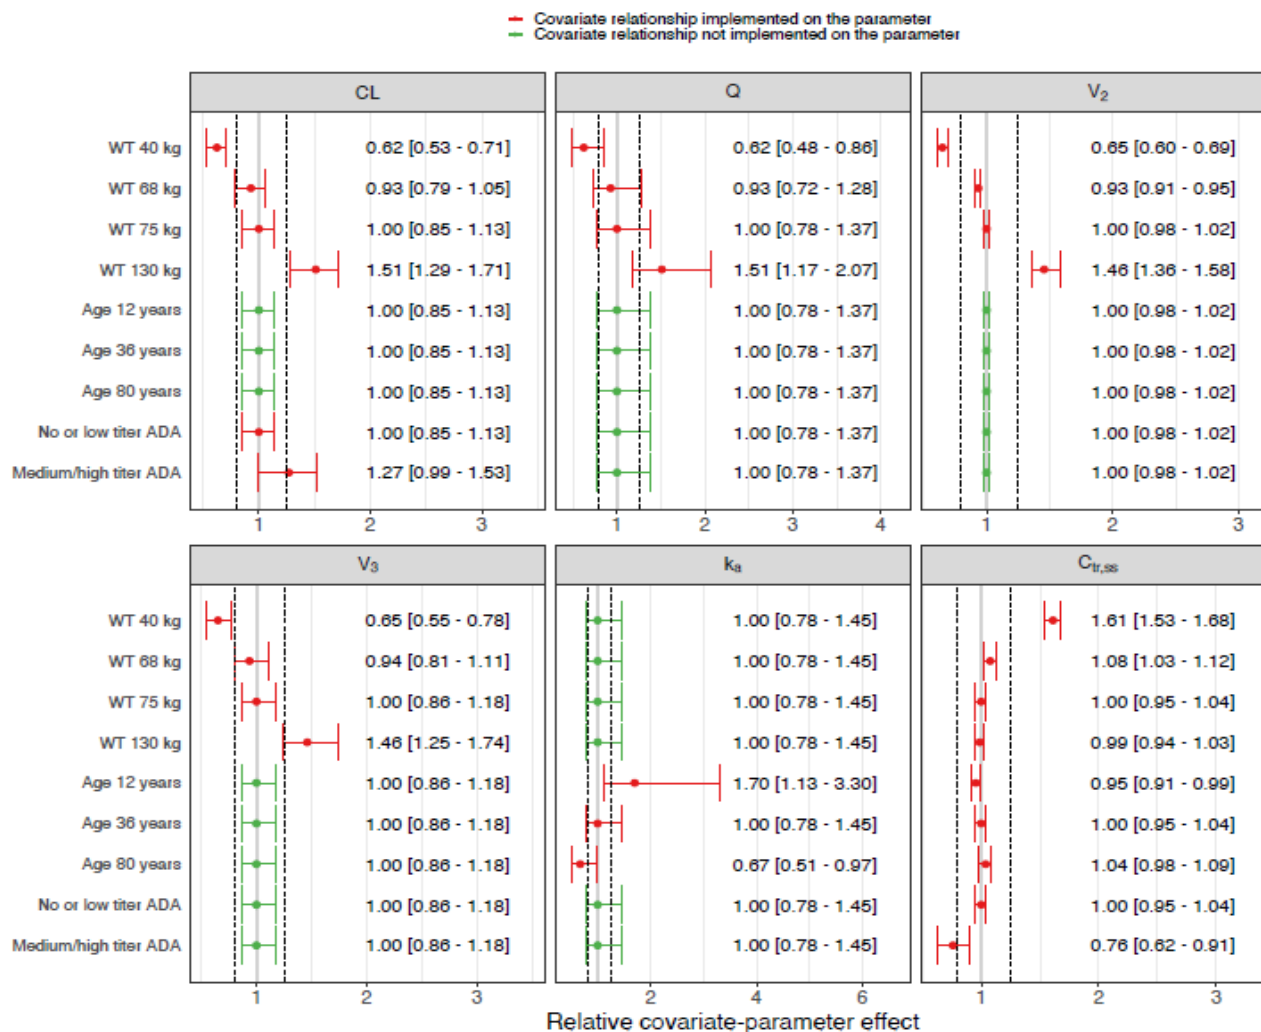 Covariate relationship implemented on the parameter
Covariate relationship not implemented on the parameter
CL
Q
V2
WT 40 kg 0.62 [0.53 - 0.71] 0.62 [0.48 - 0.86] 0.65 [0.60 - 0.69]
WT 68 kg 0.93 [0.79 - 1.05] 0.93 [0.72 - 1.28] 0.93 [0.91 - 0.95]
WT 75 kg 1.00 [0.85 - 1.13] 1.00 [0.78 - 1.37] 1.00 [0.98 - 1.02]
WT 130 kg 1.51 [1.29 - 1.71] 1.51 [1.17 - 2.07] 1.46 [1.36 - 1.58]
Age 12 years 1.00 [0.85 - 1.13] 1.00 [0.78 - 1.37] 1.00 [0.98 - 1.02]
Age 36 years 1.00 [0.85 - 1.13] 1.00 [0.78 - 1.37] 1.00 [0.98 - 1.02]
Age 80 years 1.00 [0.85 - 1.13] 1.00 [0.78 - 1.37] 1.00 [0.98 - 1.02]
No or low titer ADA 1.00 [0.85 - 1.13] 1.00 [0.78 - 1.37] 1.00 [0.98 - 1.02]
Medium/high titer ADA 1.27 [0.99 - 1.53] 1.00 [0.78 - 1.37] 1.00 [0.98 - 1.02]
1 2 3 1 2 3 4 1 2 3
V3
ka
Ctr,ss
WT 40 kg 0.65 [0.55 - 0.78] 1.00 [0.78 - 1.45] 1.61 [1.53 - 1.68]
WT 68 kg 0.94 [0.81 - 1.11] 1.00 [0.78 - 1.45] 1.08 [1.03 - 1.12]
WT 75 kg 1.00 [0.86 - 1.18] 1.00 [0.78 - 1.45] 1.00 [0.95 - 1.04]
WT 130 kg 1.46 [1.25 - 1.74] 1.00 [0.78 - 1.45] 0.99 [0.94 - 1.03]
Age 12 years 1.00 [0.86 - 1.18] 1.70 [1.13 - 3.30] 0.95 [0.91 - 0.99]
Age 36 years 1.00 [0.86 - 1.18] 1.00 [0.78 - 1.45] 1.00 [0.95 - 1.04]
Age 80 years 1.00 [0.86 - 1.18] 0.67 [0.51 - 0.97] 1.04 [0.98 - 1.09]
No or low titer ADA 1.00 [0.86 - 1.18] 1.00 [0.78 - 1.45] 1.00 [0.95 - 1.04]
Medium/high titer ADA 1.00 [0.86 - 1.18] 1.00 [0.78 - 1.45] 0.76 [0.62 - 0.91]
1 2 3 2 4 6 1 2 3
Relative covariate-parameter effect